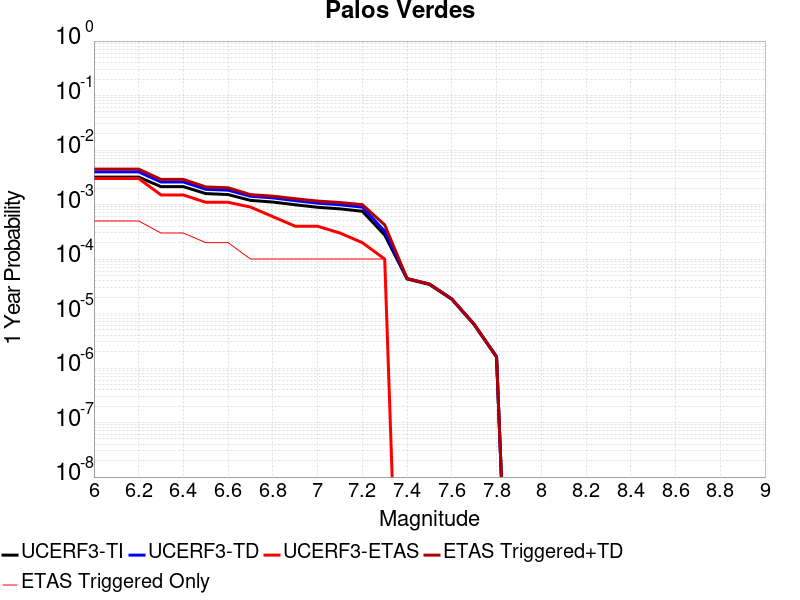 Palos Verdes
10^0
10^-1
10^-2
10^-3
10^-4
10^-5
10^-6
10^-7
10^-8
1 Year Probability
6 6.2 6.4 6.6 6.8 7 7.2 7.4 7.6 7.8 8 8.2 8.4 8.6 8.8 9
Magnitude
UCERF3-TI UCERF3-TD UCERF3-ETAS ETAS Triggered+TD
ETAS Triggered Only